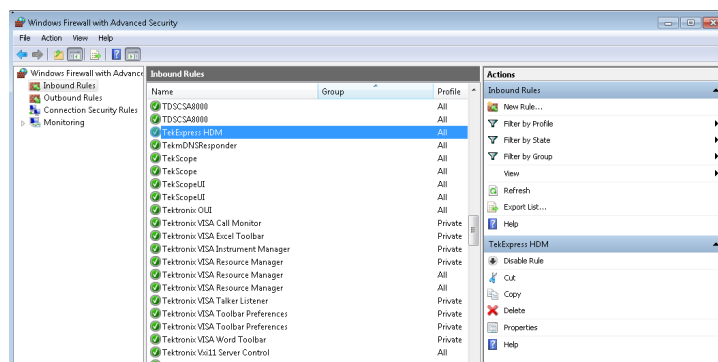 Windows Firewall with Advanced Security
File Action View Help
Windows Firewall with Advance
Inbound Rules
Outbound Rules
Connection Security Rules
Monitoring
Inbound Rules
Name Group Profile
TDSCSA8000 All
TDSCSA8000 All
TekExpress HDM All
TekmDNSResponder All
TekScope All
TekScope All
TekScopeUI All
TekScopeUI All
Tektronix OUI All
Tektronix VISA Call Monitor Private
Tektronix VISA Excel Toolbar Private
Tektronix VISA Instrument Manager Private
Tektronix VISA Resource Manager Private
Tektronix VISA Resource Manager All
Tektronix VISA Resource Manager All
Tektronix VISA Talker Listener Private
Tektronix VISA Toolbar Preferences Private
Tektronix VISA Toolbar Preferences Private
Tektronix VISA Word Toolbar Private
Tektronix Vxi11 Server Control All
Actions
Inbound Rules
New Rule...
Filter by Profile
Filter by State
Filter by Group
View
Refresh
Export List...
Help
TekExpress HDM
Disable Rule
Cut
Copy
Delete
Properties
Help